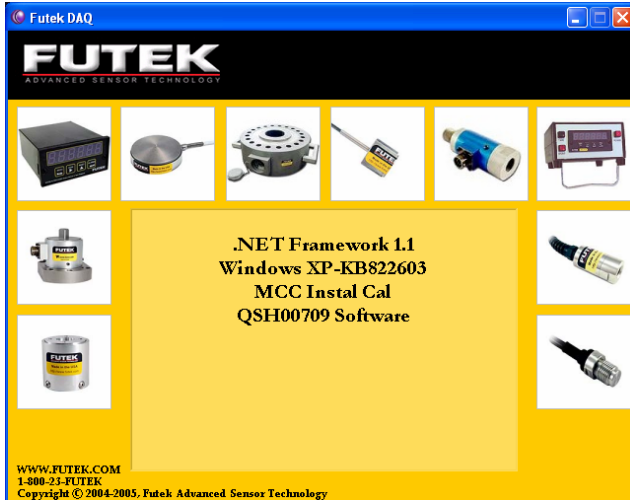 Futek DAQ
FUTEK
ADVANCED SENSOR TECHNOLOGY
.NET Framework 1.1
Windows XP-KB822603
MCC Instal Cal
QSH00709 Software
WWW.FUTEK.COM
1-800-23-FUTEK
Copyright © 2004-2005, Futek Advanced Sensor Technology